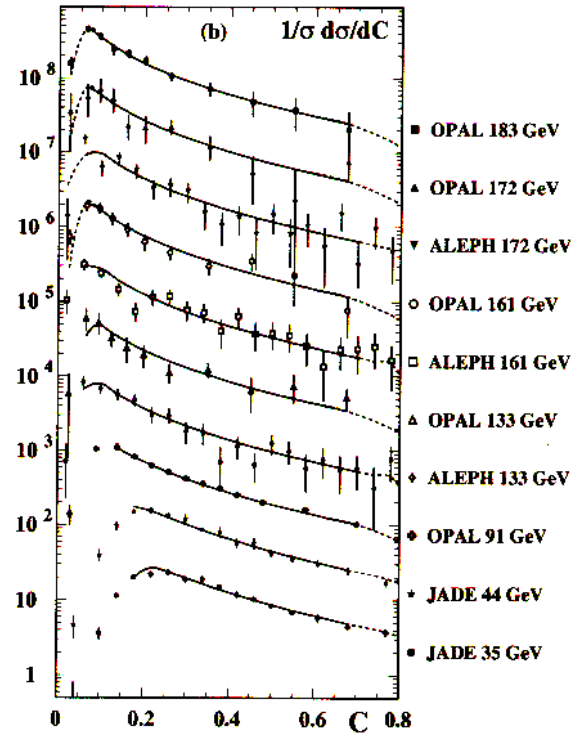 (b) 1/σ dσ/dC
10⁸
10⁷
10⁶
10⁵
10⁴
10³
10²
10
1
0 0.2 0.4 0.6 0.8
C
OPAL 183 GeV
OPAL 172 GeV
ALEPH 172 GeV
OPAL 161 GeV
ALEPH 161 GeV
OPAL 133 GeV
ALEPH 133 GeV
OPAL 91 GeV
JADE 44 GeV
JADE 35 GeV